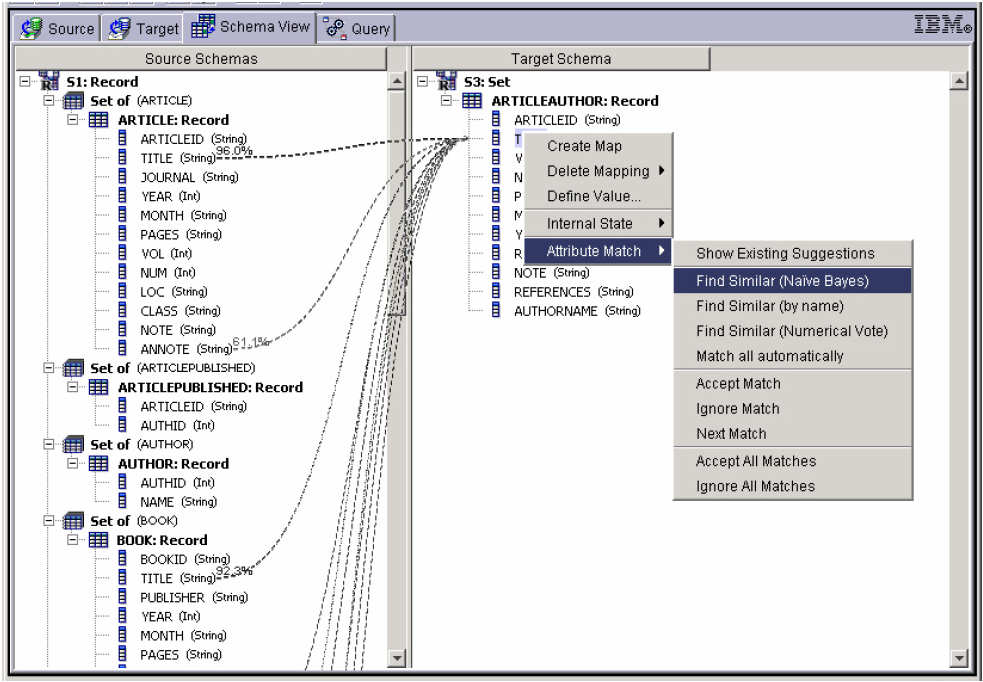 Source Target Schema View Query IBM®
Source Schemas
S1: Record
Set of (ARTICLE)
ARTICLE: Record
ARTICLEID (String)
TITLE (String) 96.0%
JOURNAL (String)
YEAR (Int)
MONTH (String)
PAGES (String)
VOL (Int)
NUM (Int)
LOC (String)
CLASS (String)
NOTE (String)
ANNOTE (String) 61.1%
Set of (ARTICLEPUBLISHED)
ARTICLEPUBLISHED: Record
ARTICLEID (String)
AUTHID (Int)
Set of (AUTHOR)
AUTHOR: Record
AUTHID (Int)
NAME (String)
Set of (BOOK)
BOOK: Record
BOOKID (String)
TITLE (String) 92.3%
PUBLISHER (String)
YEAR (Int)
MONTH (String)
PAGES (String)
Target Schema
S3: Set
ARTICLEAUTHOR: Record
ARTICLEID (String)
T
V
N
P
M
Y
R
NOTE (String)
REFERENCES (String)
AUTHORNAME (String)
Create Map
Delete Mapping
Define Value...
Internal State
Attribute Match
Show Existing Suggestions
Find Similar (Naïve Bayes)
Find Similar (by name)
Find Similar (Numerical Vote)
Match all automatically
Accept Match
Ignore Match
Next Match
Accept All Matches
Ignore All Matches